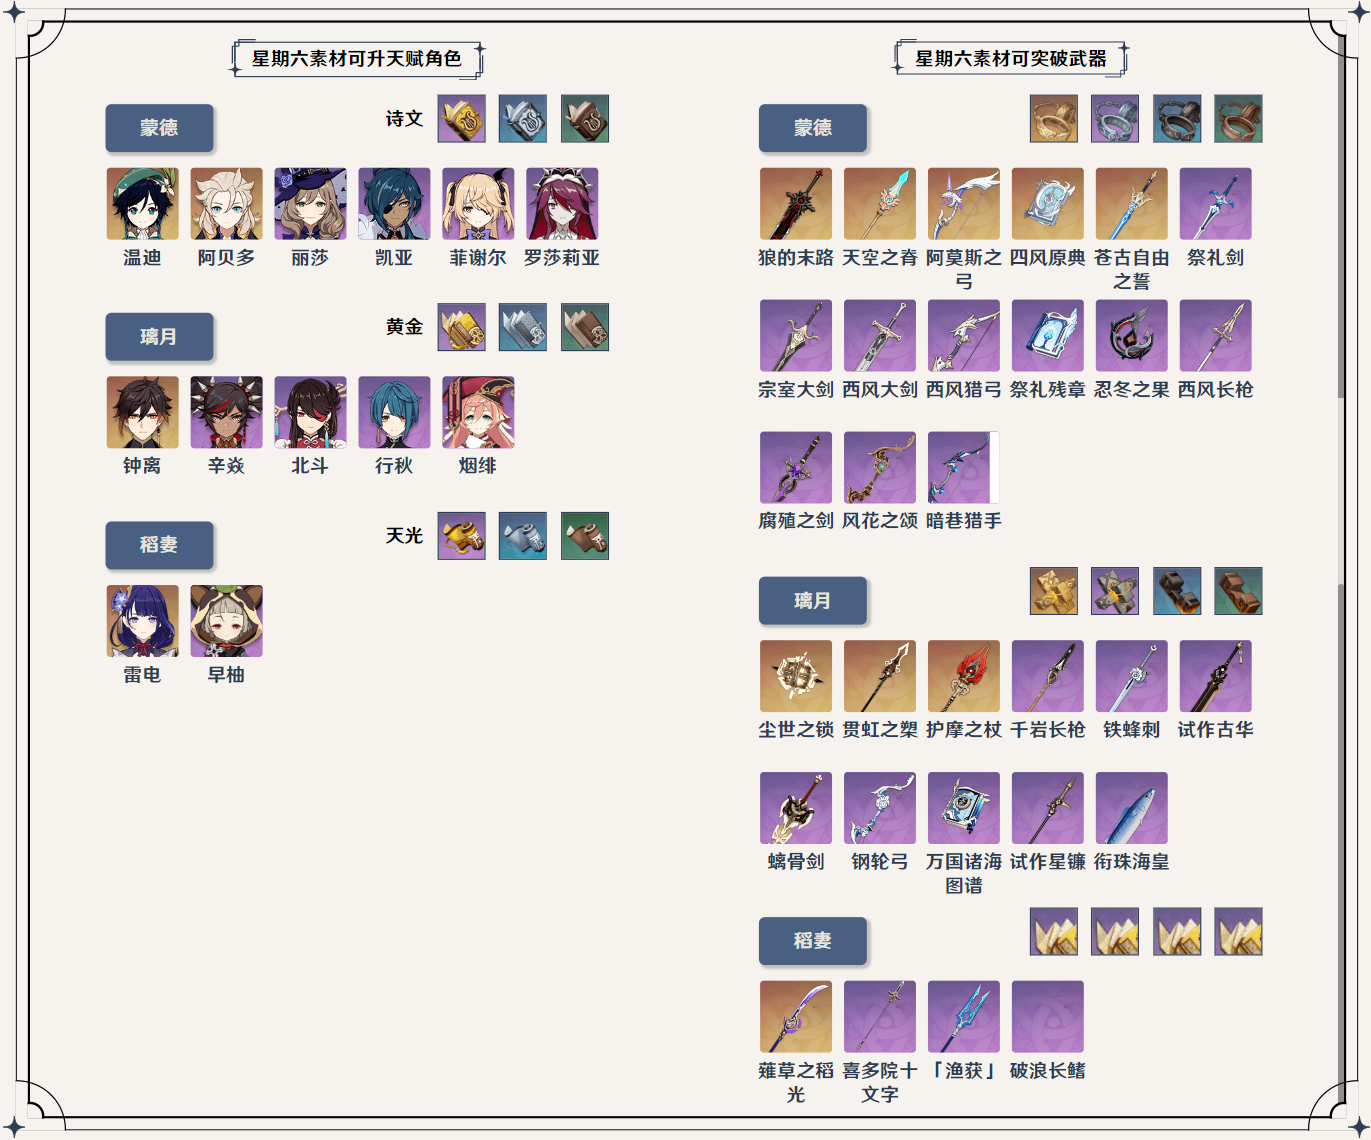 星期六素材可升天赋角色
蒙德
诗文
温迪 阿贝多 丽莎 凯亚 菲谢尔 罗莎莉亚
璃月
黄金
钟离 辛焱 北斗 行秋 烟绯
稻妻
天光
雷电 早柚
星期六素材可突破武器
蒙德
狼的末路 天空之脊 阿莫斯之弓 四风原典 苍古自由之誓 祭礼剑
宗室大剑 西风大剑 西风猎弓 祭礼残章 忍冬之果 西风长枪
腐殖之剑 风花之颂 暗巷猎手
璃月
尘世之锁 贯虹之塑 护摩之杖 千岩长枪 铁蜂刺 试作古华
螭骨剑 钢轮弓 万国诸海图谱 试作星镰 衔珠海皇
稻妻
薙草之稻光 喜多院十文字 「渔获」 破浪长鳍